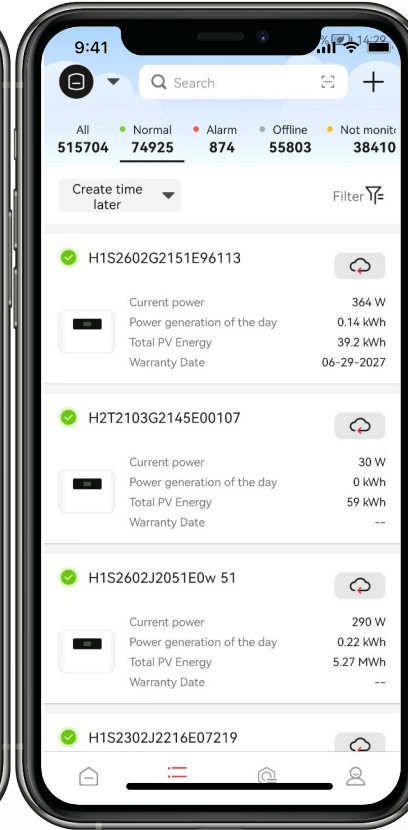 9:41
14:29
Search
All Normal Alarm Offline Not monit
515704 74925 874 55803 38410
Create time
later
Filter
H1S2602G2151E96113
Current power 364 W
Power generation of the day 0.14 kWh
Total PV Energy 39.2 kWh
Warranty Date 06-29-2027
H2T2103G2145E00107
Current power 30 W
Power generation of the day 0 kWh
Total PV Energy 59 kWh
Warranty Date --
H1S2602J2051E0w 51
Current power 290 W
Power generation of the day 0.22 kWh
Total PV Energy 5.27 MWh
Warranty Date --
H1S2302J2216E07219